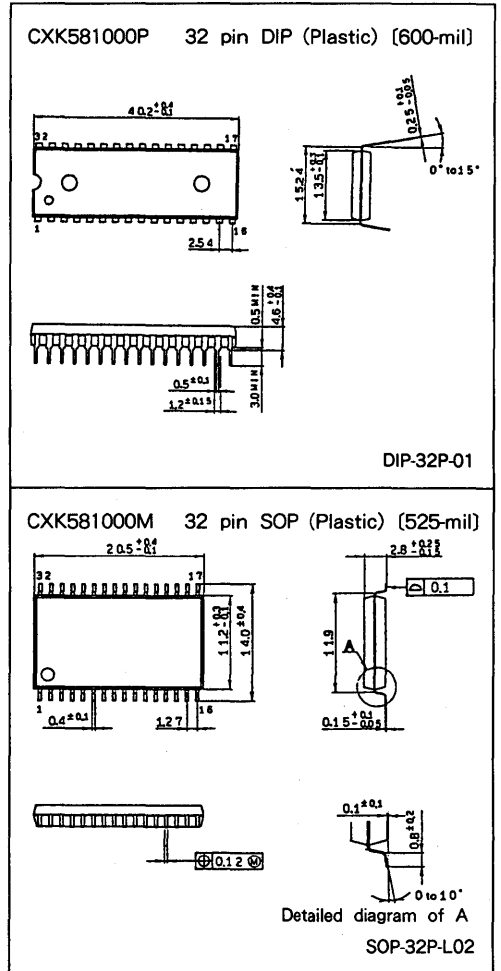 CXK581000P 32 pin DIP (Plastic) [600-mil]
40.2 +0.4 -0.1
32 17
1 16
2.54
15.24
13.5 +0.3 -0.1
0.25 +0.1 -0.05
0° to 15°
0.5 MIN
4.6 +0.4 -0.1
3.0 MIN
0.5 ±0.1
1.2 ±0.15
DIP-32P-01
CXK581000M 32 pin SOP (Plastic) [525-mil]
20.5 +0.4 -0.1
32 17
1 16
11.2 +0.3 -0.1
14.0 ±0.4
0.4 ±0.1
1.27
2.8 +0.25 -0.15
0.1
A
11.9
0.15 +0.1 -0.05
0.12 Ⓜ
0.1 ±0.1
0.8 ±0.2
0 to 10°
Detailed diagram of A
SOP-32P-L02